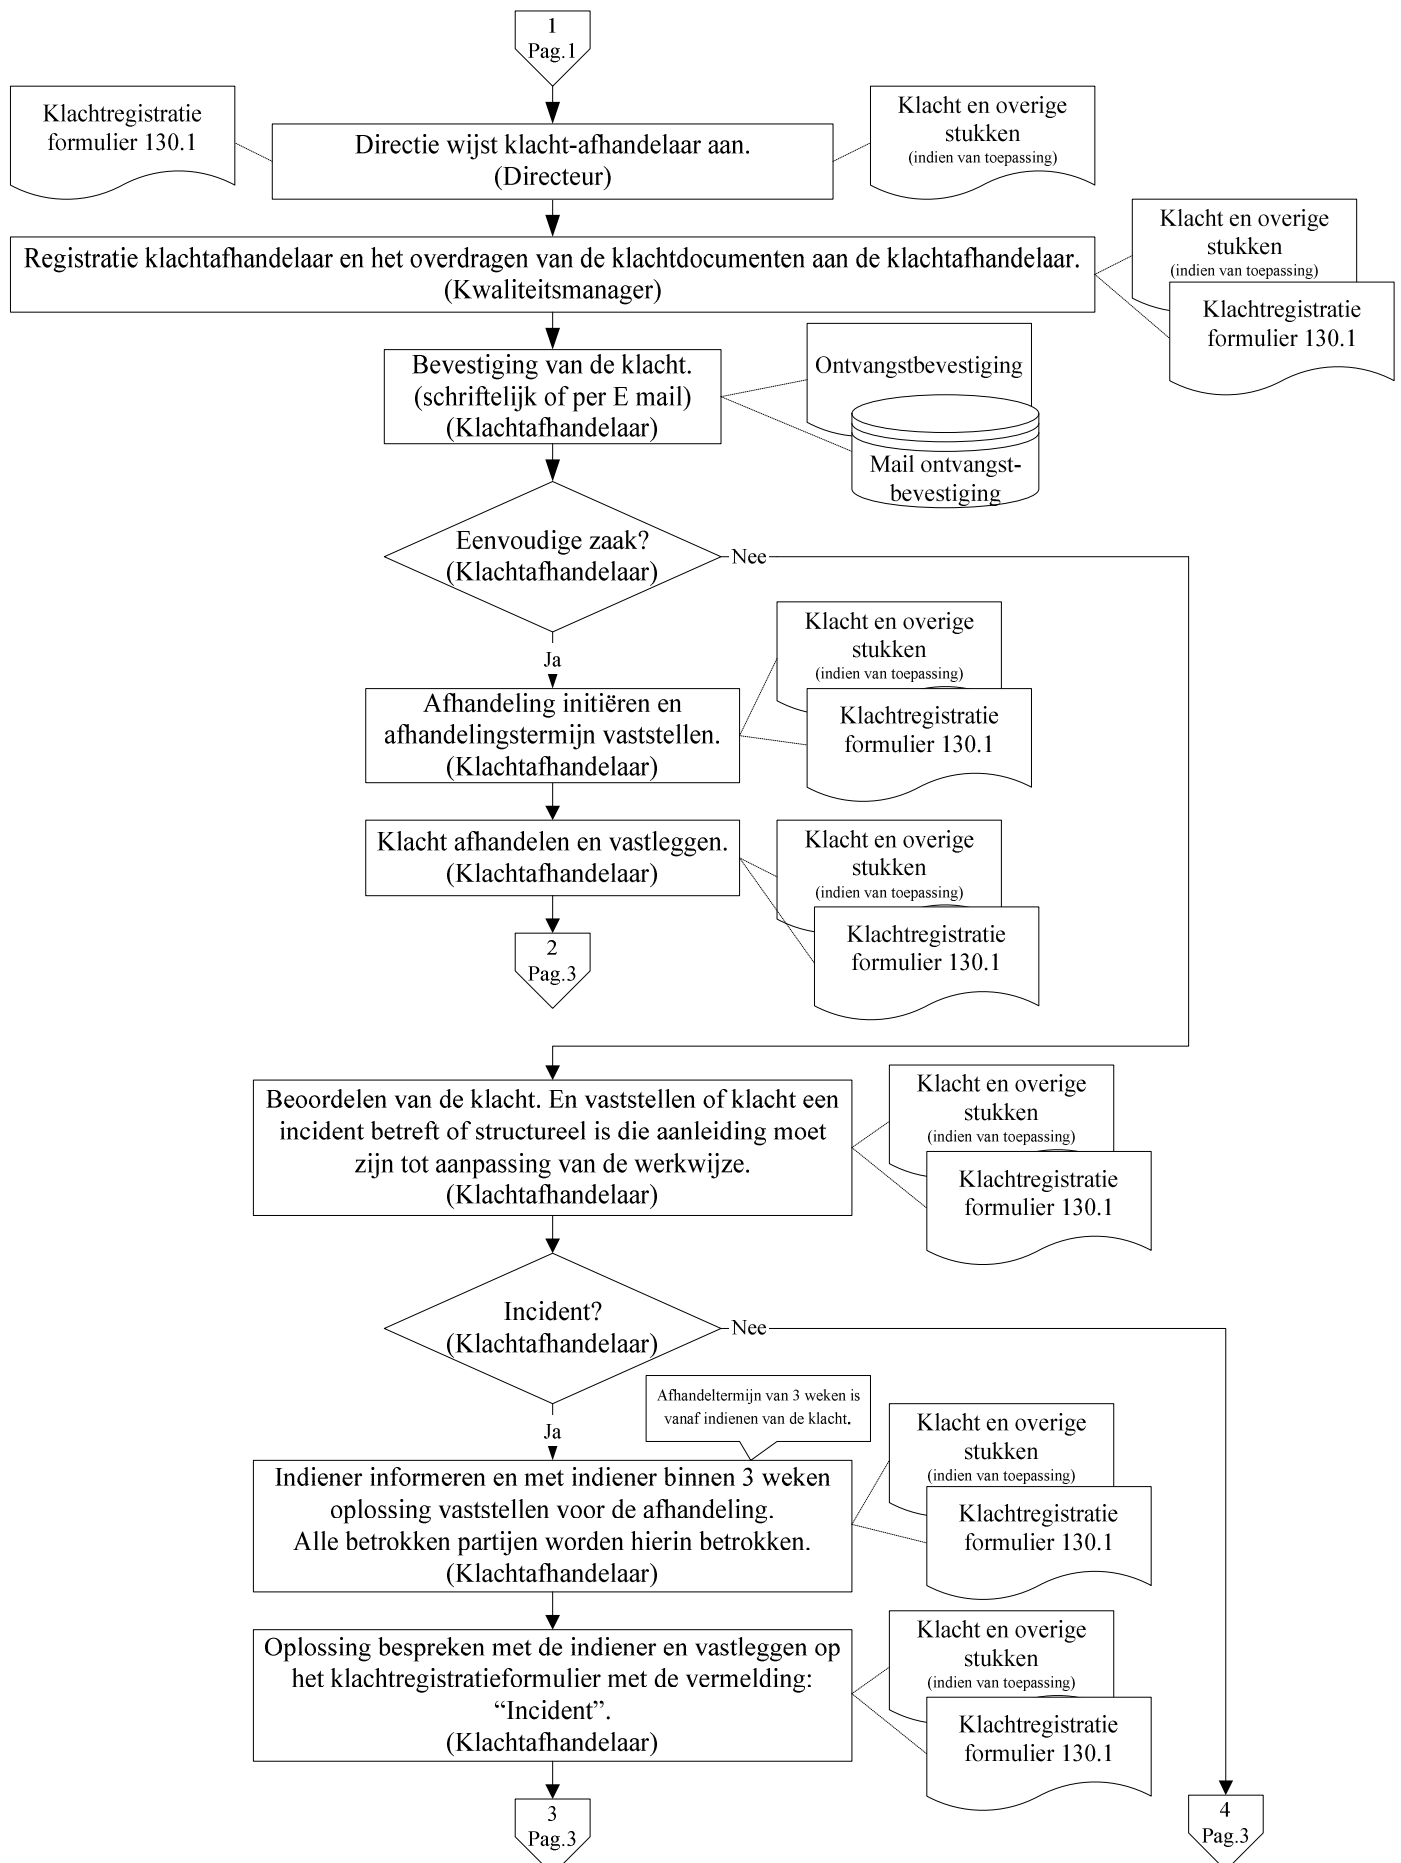 1
Pag.1
Klachtregistratie
formulier 130.1
Directie wijst klacht-afhandelaar aan.
(Directeur)
Klacht en overige
stukken
(indien van toepassing)
Registratie klachtafhandelaar en het overdragen van de klachtdocumenten aan de klachtafhandelaar.
(Kwaliteitsmanager)
Klacht en overige
stukken
(indien van toepassing)
Klachtregistratie
formulier 130.1
Bevestiging van de klacht.
(schriftelijk of per E mail)
(Klachtafhandelaar)
Ontvangstbevestiging
Mail ontvangst-
bevestiging
Eenvoudige zaak?
(Klachtafhandelaar)
Nee
Ja
Afhandeling initiëren en
afhandelingstermijn vaststellen.
(Klachtafhandelaar)
Klacht en overige
stukken
(indien van toepassing)
Klachtregistratie
formulier 130.1
Klacht afhandelen en vastleggen.
(Klachtafhandelaar)
Klacht en overige
stukken
(indien van toepassing)
Klachtregistratie
formulier 130.1
2
Pag.3
Beoordelen van de klacht. En vaststellen of klacht een
incident betreft of structureel is die aanleiding moet
zijn tot aanpassing van de werkwijze.
(Klachtafhandelaar)
Klacht en overige
stukken
(indien van toepassing)
Klachtregistratie
formulier 130.1
Incident?
(Klachtafhandelaar)
Nee
Ja
Afhandeltermijn van 3 weken is
vanaf indienen van de klacht.
Indiener informeren en met indiener binnen 3 weken
oplossing vaststellen voor de afhandeling.
Alle betrokken partijen worden hierin betrokken.
(Klachtafhandelaar)
Klacht en overige
stukken
(indien van toepassing)
Klachtregistratie
formulier 130.1
Oplossing bespreken met de indiener en vastleggen op
het klachtregistratieformulier met de vermelding:
“Incident”.
(Klachtafhandelaar)
Klacht en overige
stukken
(indien van toepassing)
Klachtregistratie
formulier 130.1
3
Pag.3
4
Pag.3